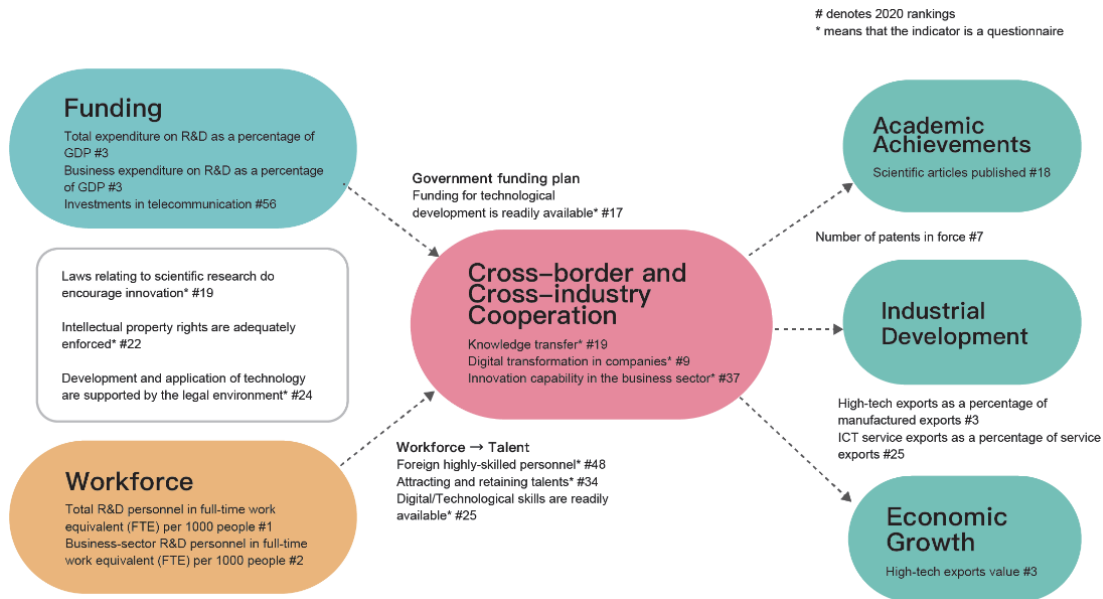 # denotes 2020 rankings
* means that the indicator is a questionnaire
Funding
Total expenditure on R&D as a percentage of
GDP #3
Business expenditure on R&D as a percentage
of GDP #3
Investments in telecommunication #56
Laws relating to scientific research do
encourage innovation* #19
Intellectual property rights are adequately
enforced* #22
Development and application of technology
are supported by the legal environment* #24
Workforce
Total R&D personnel in full-time work
equivalent (FTE) per 1000 people #1
Business-sector R&D personnel in full-time
work equivalent (FTE) per 1000 people #2
Government funding plan
Funding for technological
development is readily available* #17
Cross-border and
Cross-industry
Cooperation
Knowledge transfer* #19
Digital transformation in companies* #9
Innovation capability in the business sector* #37
Workforce → Talent
Foreign highly-skilled personnel* #48
Attracting and retaining talents* #34
Digital/Technological skills are readily
available* #25
Academic
Achievements
Scientific articles published #18
Number of patents in force #7
Industrial
Development
High-tech exports as a percentage of
manufactured exports #3
ICT service exports as a percentage of service
exports #25
Economic
Growth
High-tech exports value #3